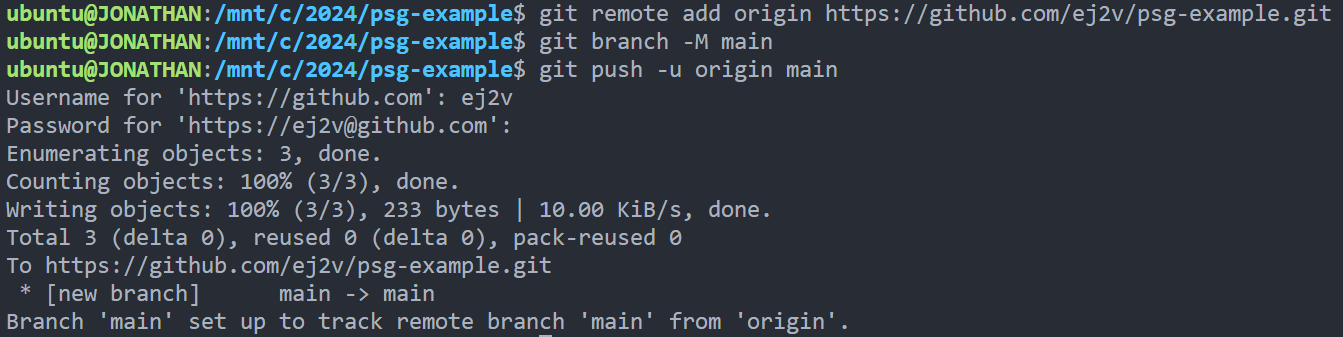 ubuntu@JONATHAN:/mnt/c/2024/psg-example$ git remote add origin https://github.com/ej2v/psg-example.git
ubuntu@JONATHAN:/mnt/c/2024/psg-example$ git branch -M main
ubuntu@JONATHAN:/mnt/c/2024/psg-example$ git push -u origin main
Username for 'https://github.com': ej2v
Password for 'https://ej2v@github.com':
Enumerating objects: 3, done.
Counting objects: 100% (3/3), done.
Writing objects: 100% (3/3), 233 bytes | 10.00 KiB/s, done.
Total 3 (delta 0), reused 0 (delta 0), pack-reused 0
To https://github.com/ej2v/psg-example.git
 * [new branch]      main -> main
Branch 'main' set up to track remote branch 'main' from 'origin'.